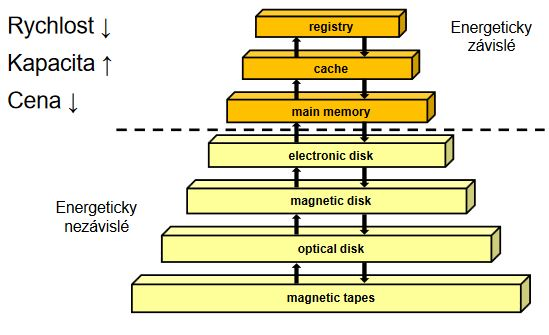 Rychlost ↓
Kapacita ↑
Cena ↓
registry
cache
main memory
Energeticky
závislé
electronic disk
magnetic disk
optical disk
magnetic tapes
Energeticky
nezávislé